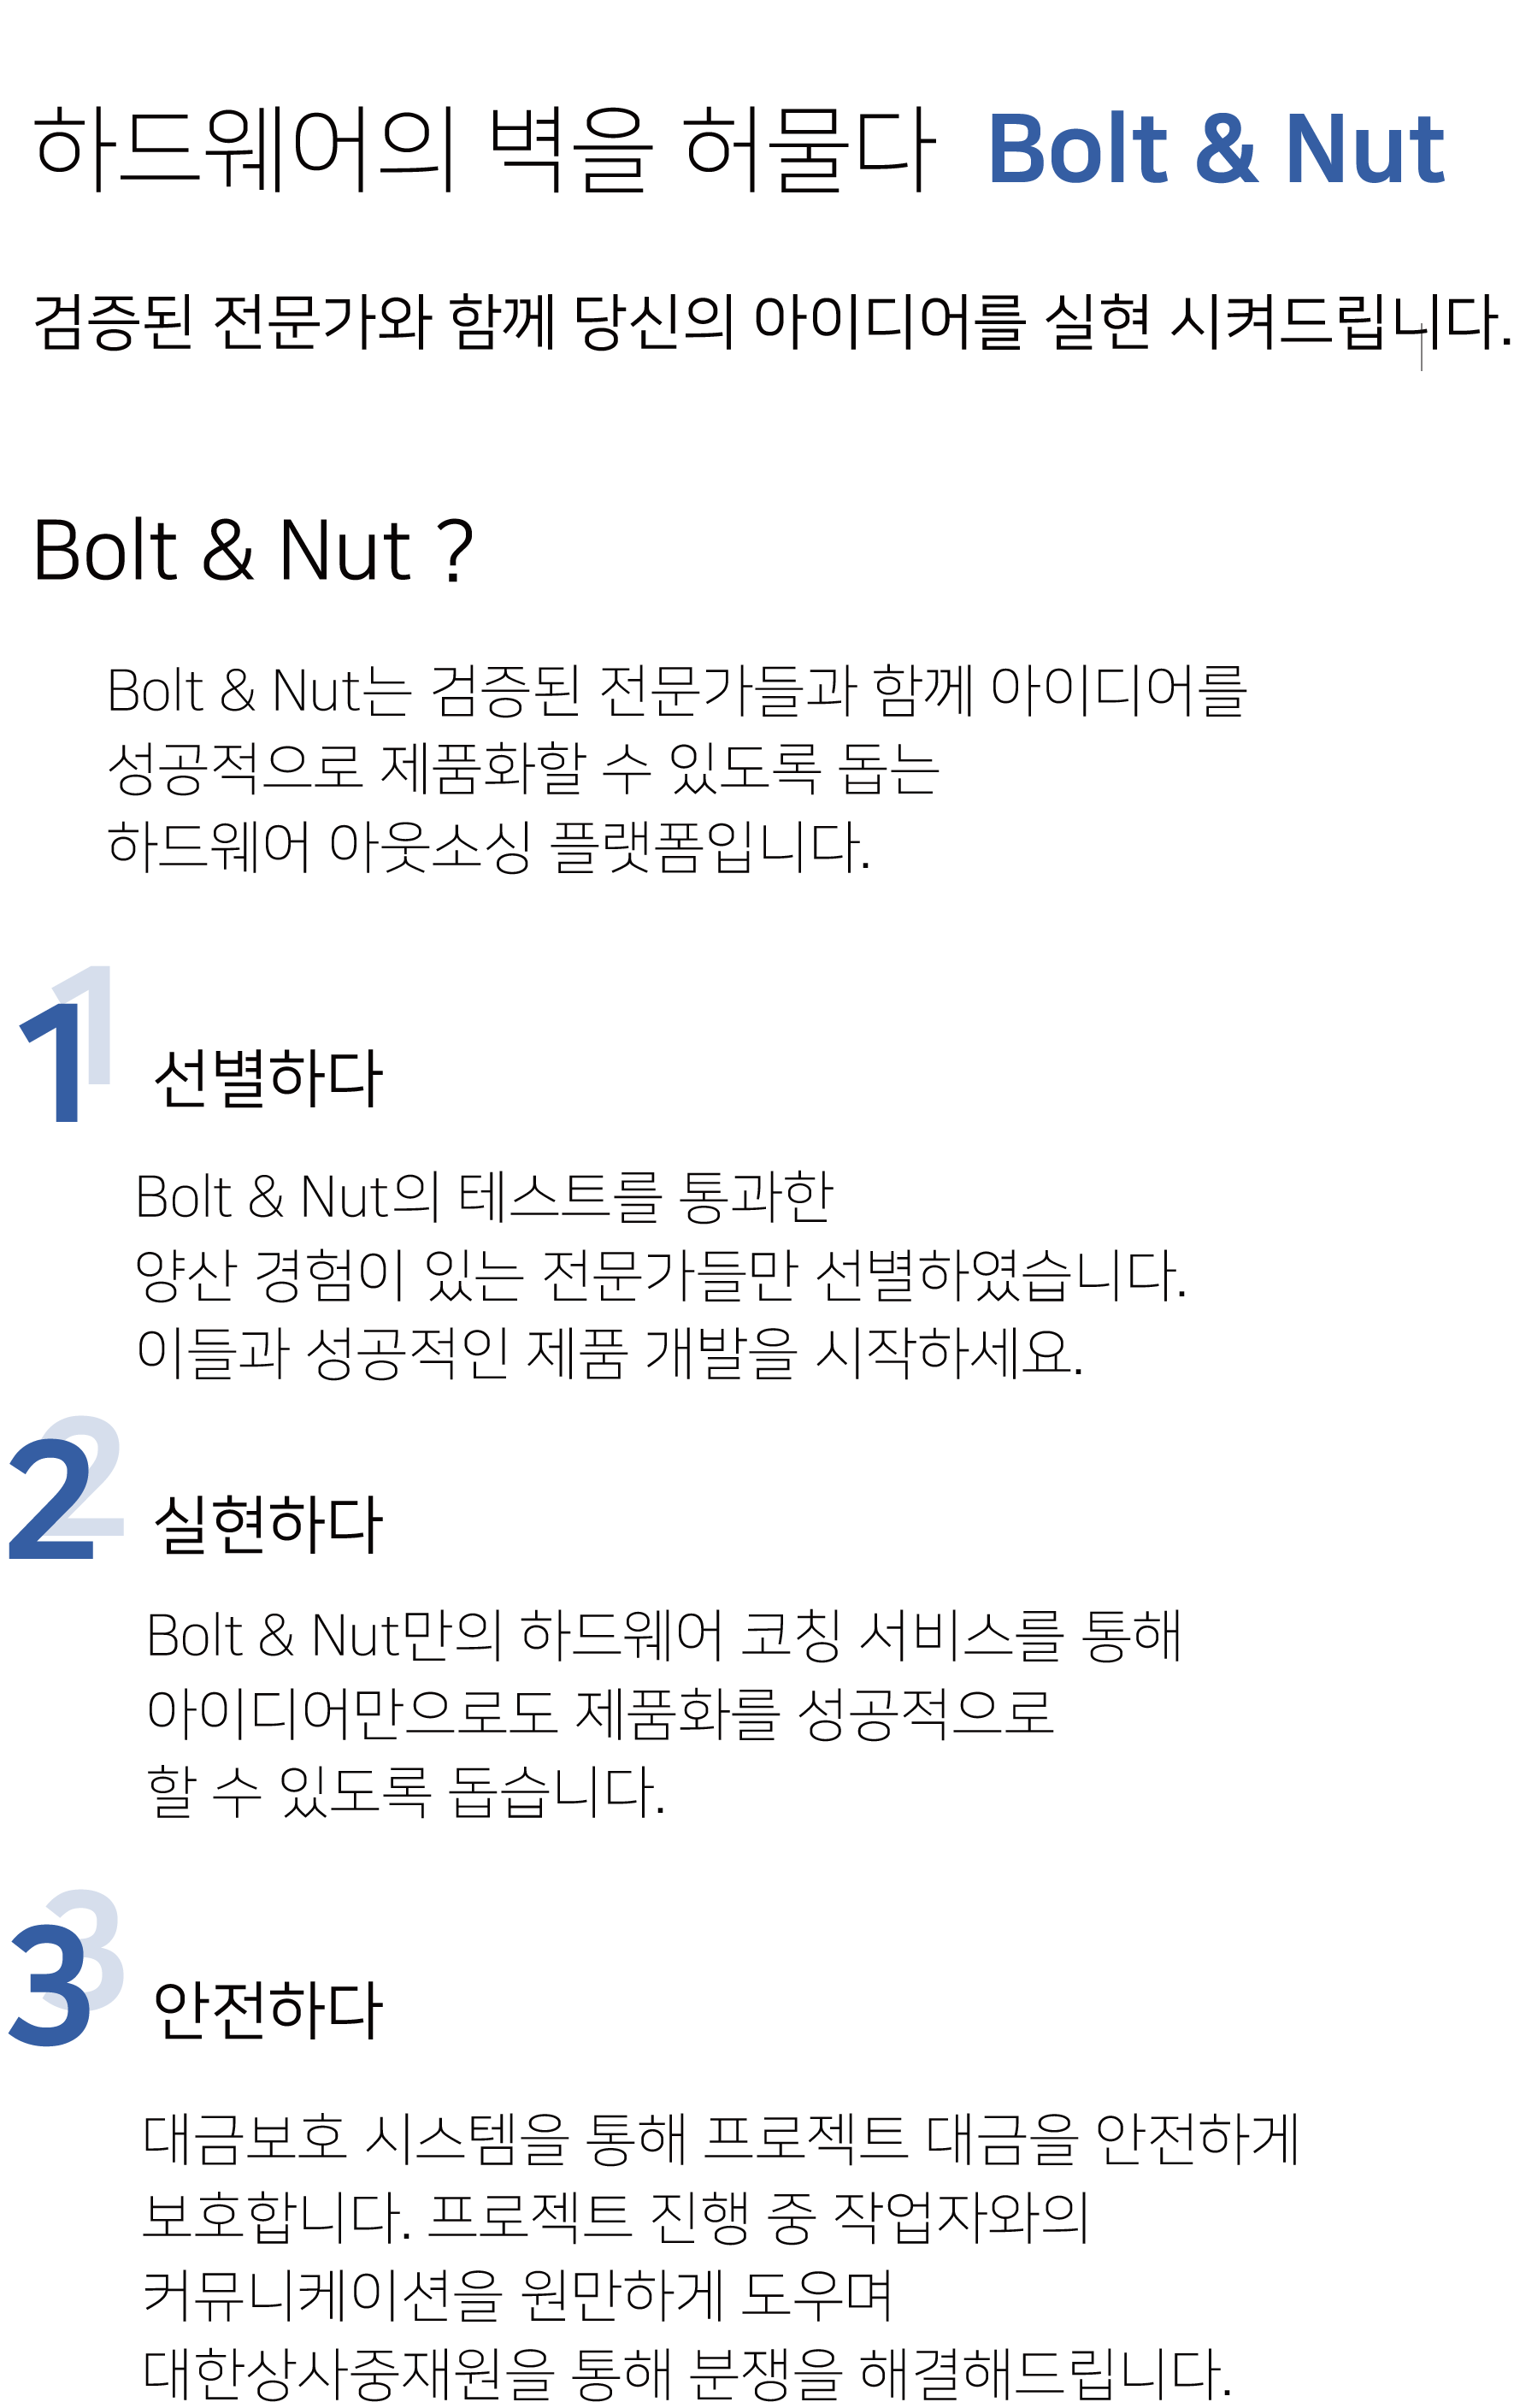 하드웨어의 벽을 허물다 Bolt & Nut
검증된 전문가와 함께 당신의 아이디어를 실현 시켜드립니다.
Bolt & Nut ?
Bolt & Nut는 검증된 전문가들과 함께 아이디어를
성공적으로 제품화할 수 있도록 돕는
하드웨어 아웃소싱 플랫폼입니다.
1
선별하다
Bolt & Nut의 테스트를 통과한
양산 경험이 있는 전문가들만 선별하였습니다.
이들과 성공적인 제품 개발을 시작하세요.
2
실현하다
Bolt & Nut만의 하드웨어 코칭 서비스를 통해
아이디어만으로도 제품화를 성공적으로
할 수 있도록 돕습니다.
3
안전하다
대금보호 시스템을 통해 프로젝트 대금을 안전하게
보호합니다. 프로젝트 진행 중 작업자와의
커뮤니케이션을 원만하게 도우며
대한상사중재원을 통해 분쟁을 해결해드립니다.